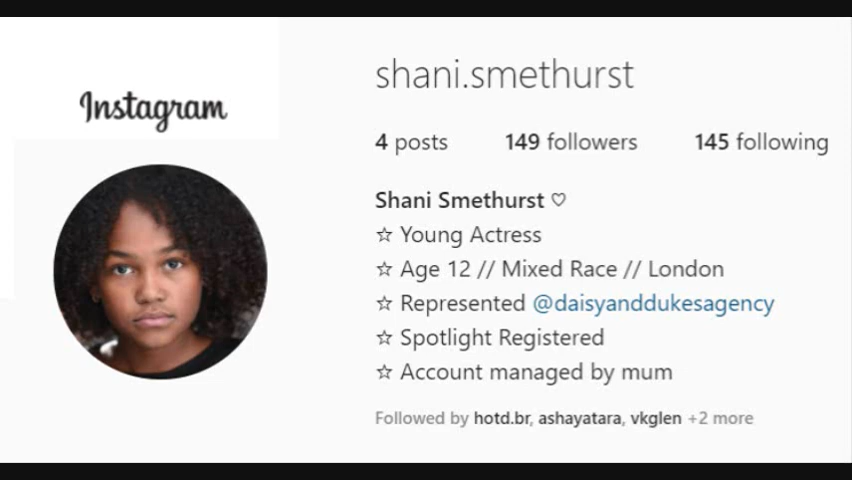 Instagram
shani.smethurst
4 posts 149 followers 145 following
Shani Smethurst ♡
☆ Young Actress
☆ Age 12 // Mixed Race // London
☆ Represented @daisyanddukesagency
☆ Spotlight Registered
☆ Account managed by mum
Followed by hotd.br, ashayatara, vkglen +2 more